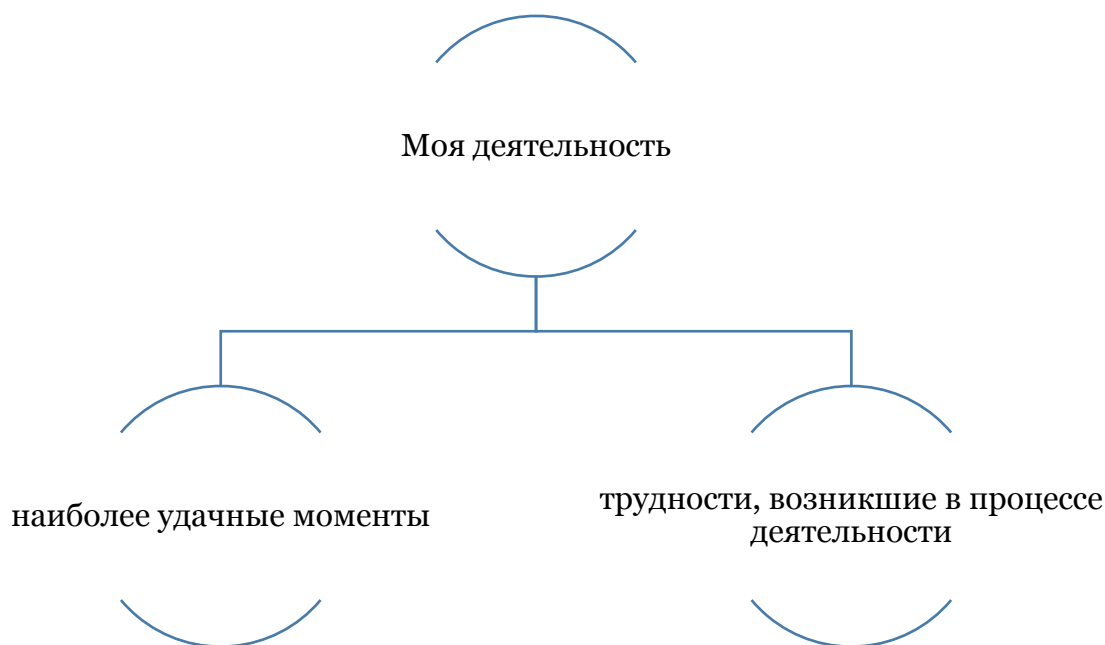 Моя деятельность
наиболее удачные моменты
трудности, возникшие в процессе
деятельности